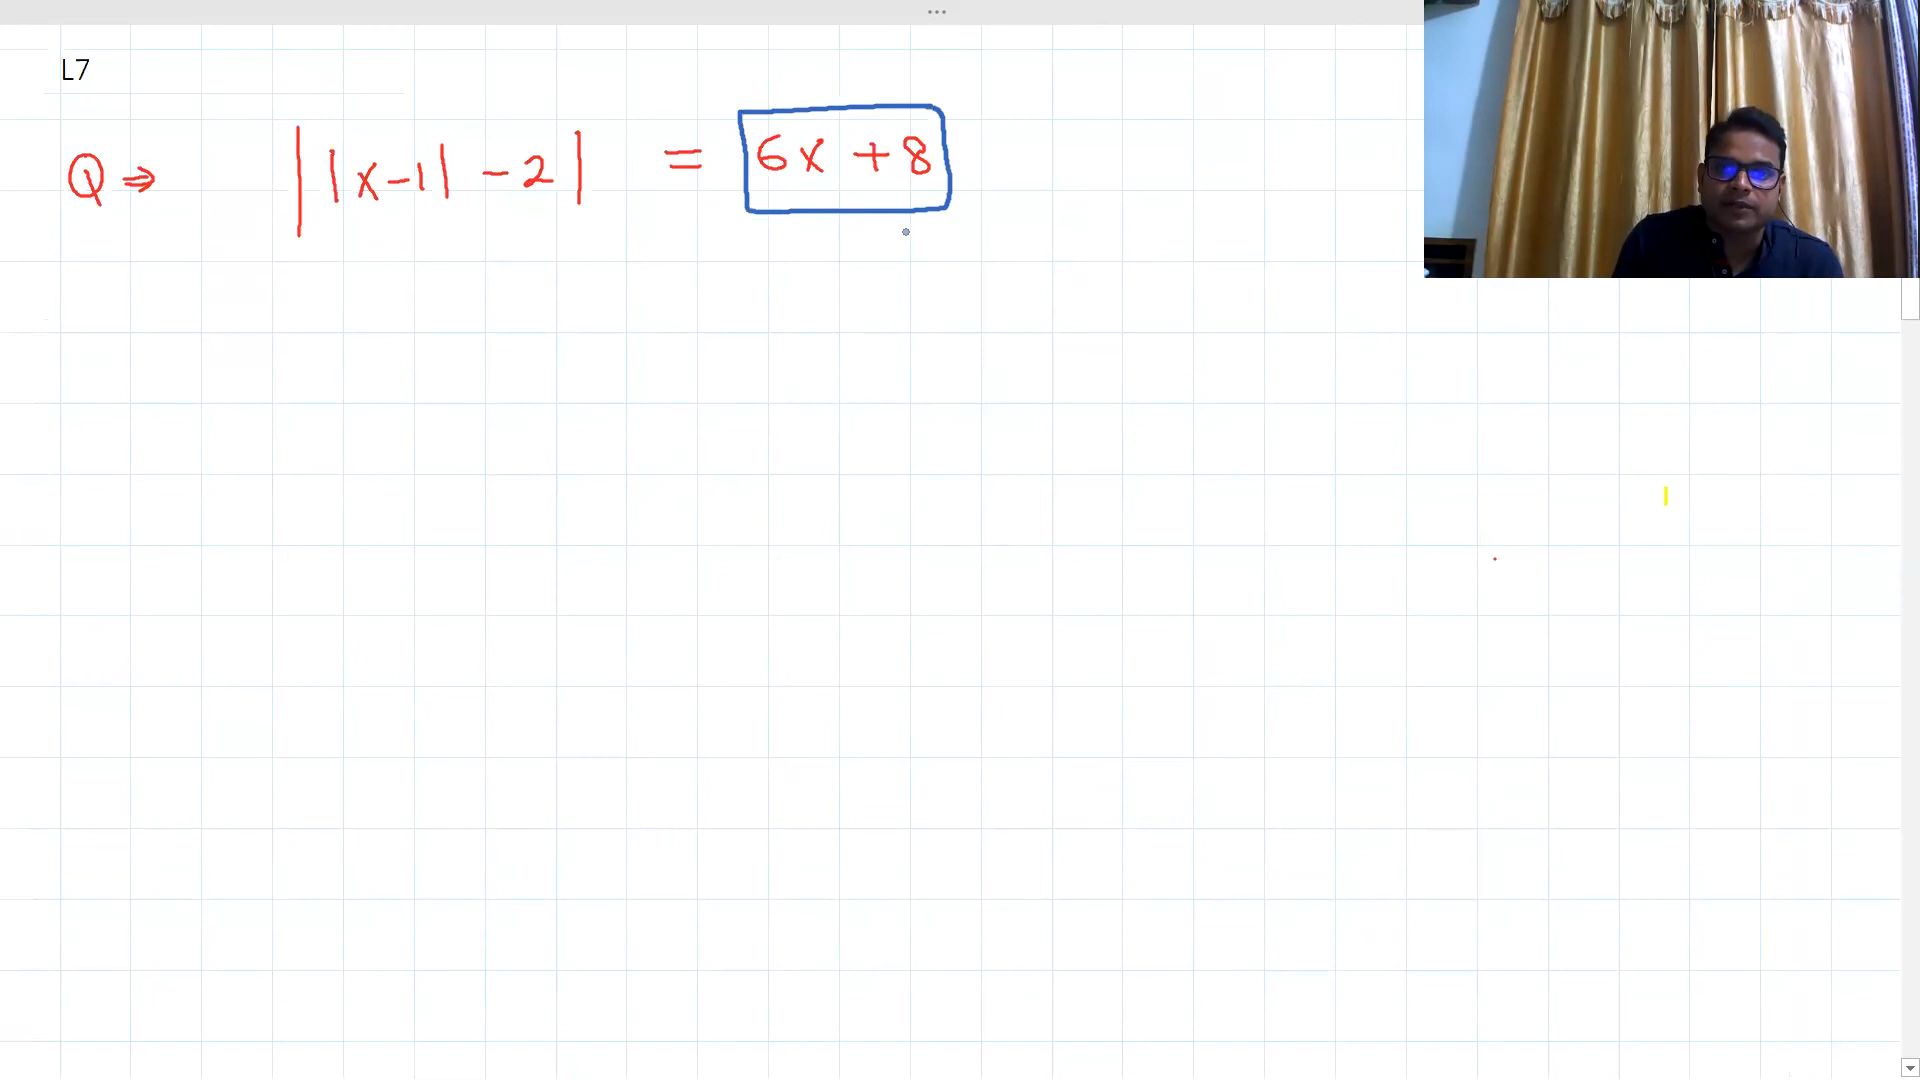 L7
Q ⇒ | |x-1| - 2 | = 6x + 8